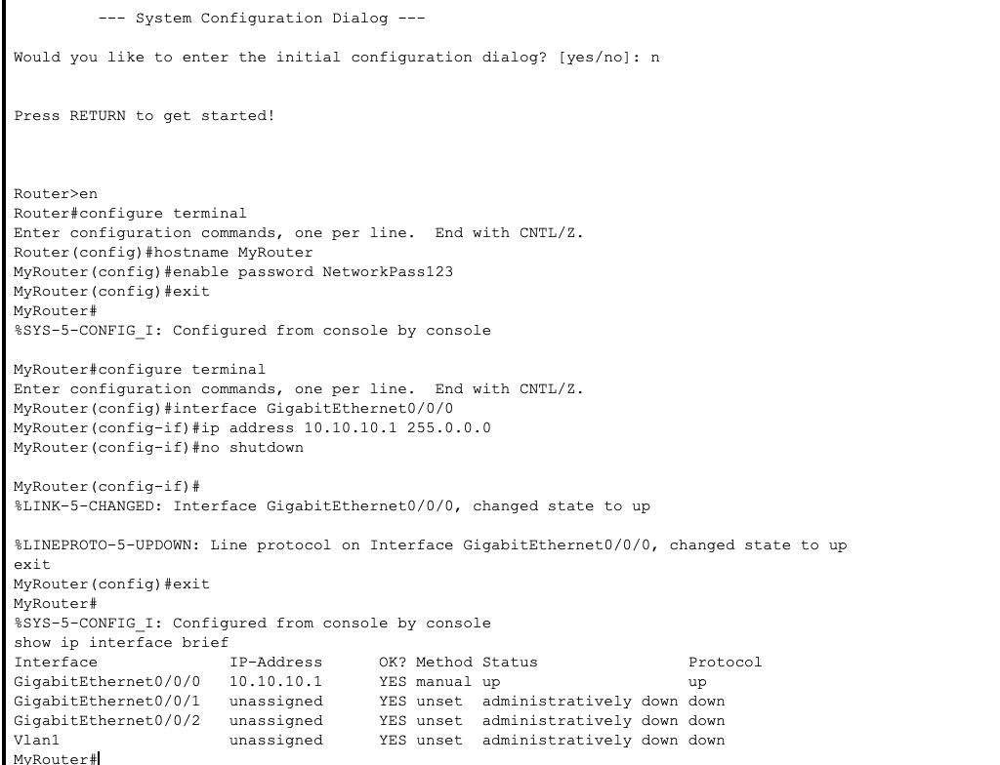 --- System Configuration Dialog ---
Would you like to enter the initial configuration dialog? [yes/no]: n
Press RETURN to get started!
Router>en
Router#configure terminal
Enter configuration commands, one per line.  End with CNTL/Z.
Router(config)#hostname MyRouter
MyRouter(config)#enable password NetworkPass123
MyRouter(config)#exit
MyRouter#
%SYS-5-CONFIG_I: Configured from console by console
MyRouter#configure terminal
Enter configuration commands, one per line.  End with CNTL/Z.
MyRouter(config)#interface GigabitEthernet0/0/0
MyRouter(config-if)#ip address 10.10.10.1 255.0.0.0
MyRouter(config-if)#no shutdown
MyRouter(config-if)#
%LINK-5-CHANGED: Interface GigabitEthernet0/0/0, changed state to up
%LINEPROTO-5-UPDOWN: Line protocol on Interface GigabitEthernet0/0/0, changed state to up
exit
MyRouter(config)#exit
MyRouter#
%SYS-5-CONFIG_I: Configured from console by console
show ip interface brief
Interface              IP-Address      OK? Method Status                Protocol
GigabitEthernet0/0/0   10.10.10.1      YES manual up                    up
GigabitEthernet0/0/1   unassigned      YES unset  administratively down down
GigabitEthernet0/0/2   unassigned      YES unset  administratively down down
Vlan1                  unassigned      YES unset  administratively down down
MyRouter#